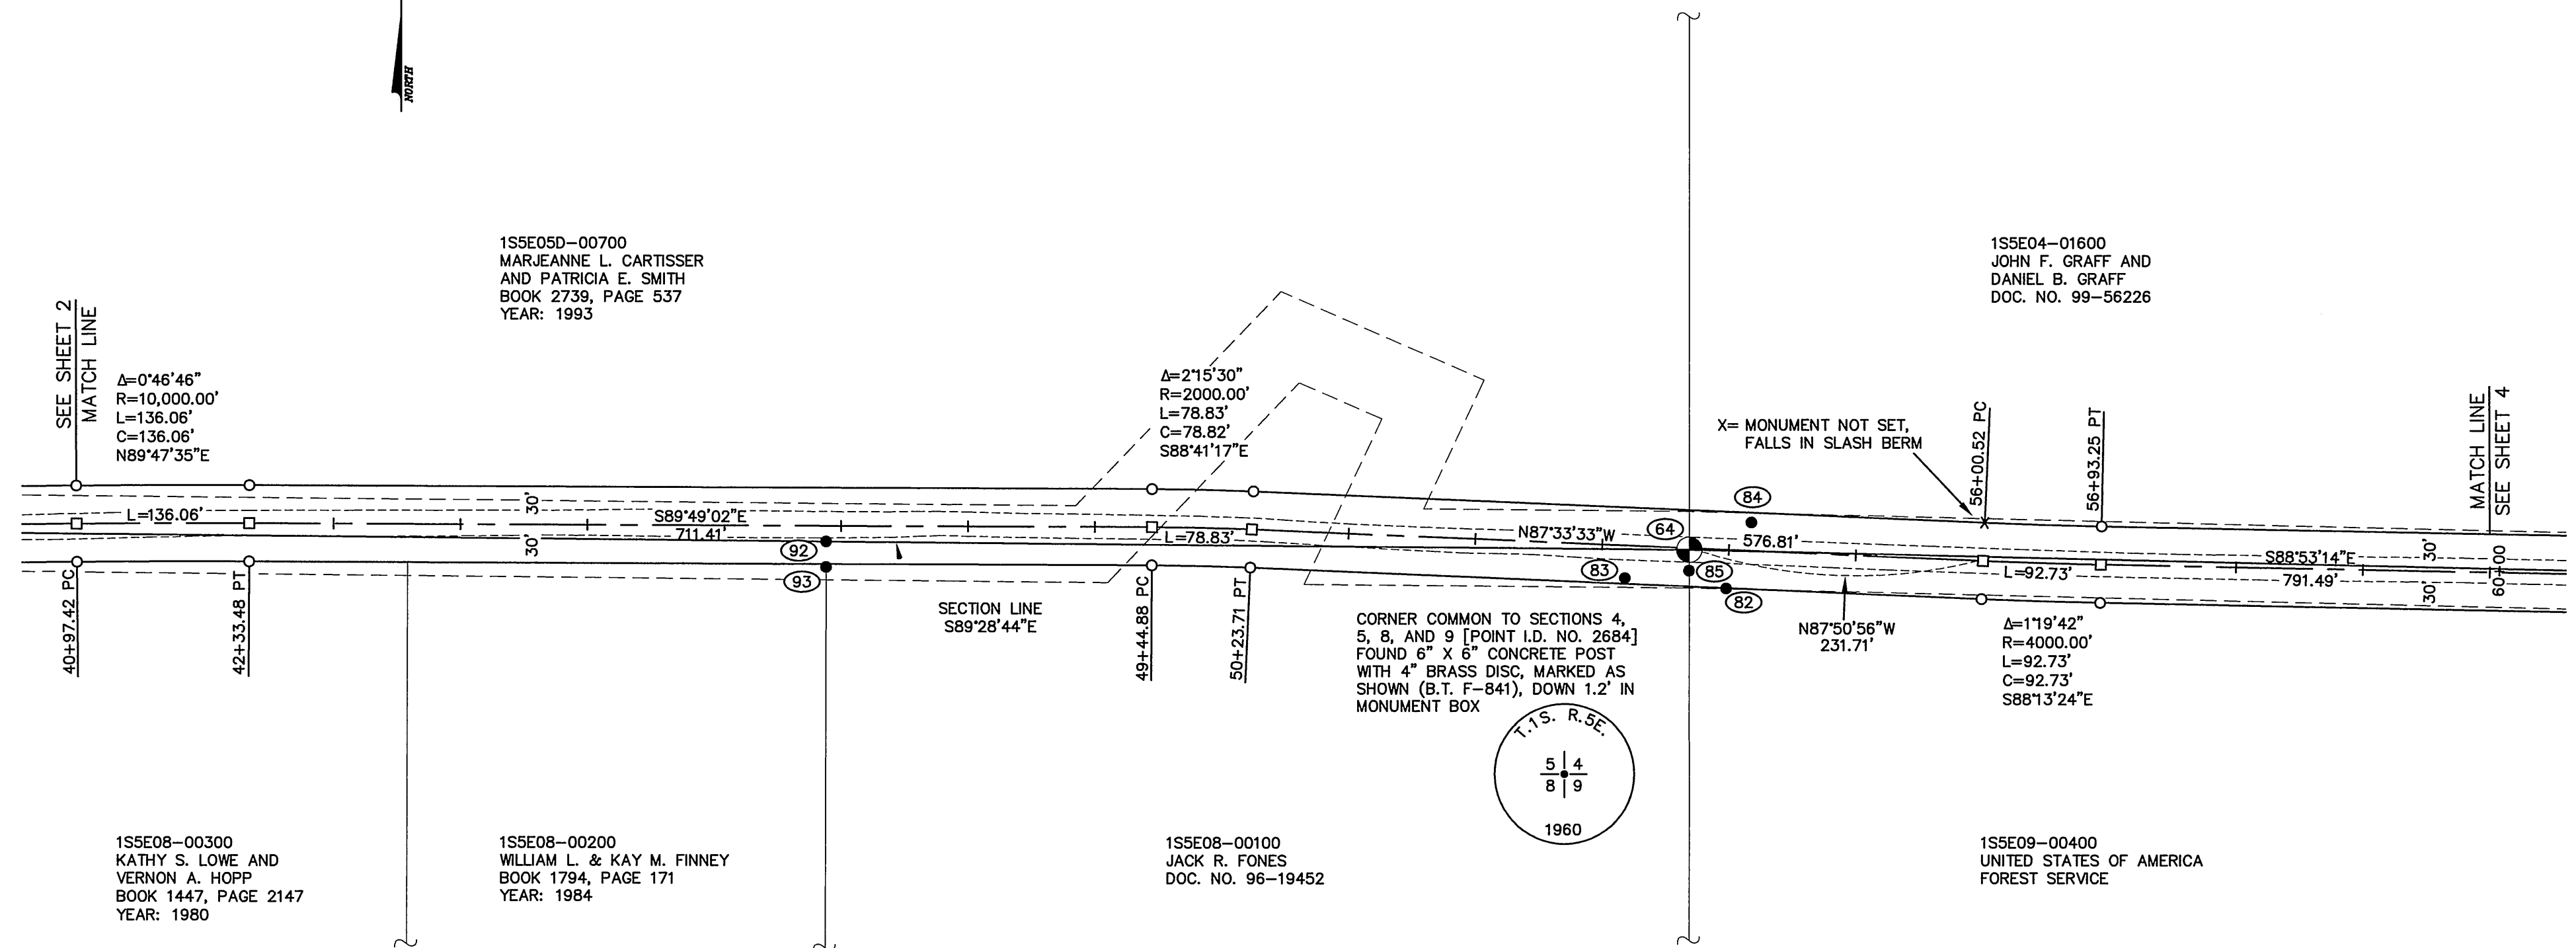 NORTH
1S5E05D-00700
MARJEANNE L. CARTISSER
AND PATRICIA E. SMITH
BOOK 2739, PAGE 537
YEAR: 1993
1S5E04-01600
JOHN F. GRAFF AND
DANIEL B. GRAFF
DOC. NO. 99-56226
SEE SHEET 2
MATCH LINE
Δ=0°46'46"
R=10,000.00'
L=136.06'
C=136.06'
N89°47'35"E
Δ=2°15'30"
R=2000.00'
L=78.83'
C=78.82'
S88°41'17"E
X= MONUMENT NOT SET,
FALLS IN SLASH BERM
56+00.52 PC
56+93.25 PT
MATCH LINE
SEE SHEET 4
L=136.06'
30'
30'
S89°49'02"E
711.41'
92
93
L=78.83'
N87°33'33"W
64
84
576.81'
83
85
82
L=92.73'
S88°53'14"E
791.49'
30'
30'
60+00
40+97.42 PC
42+33.48 PT
SECTION LINE
S89°28'44"E
49+44.88 PC
50+23.71 PT
CORNER COMMON TO SECTIONS 4,
5, 8, AND 9 [POINT I.D. NO. 2684]
FOUND 6" X 6" CONCRETE POST
WITH 4" BRASS DISC, MARKED AS
SHOWN (B.T. F-841), DOWN 1.2' IN
MONUMENT BOX
N87°50'56"W
231.71'
Δ=1°19'42"
R=4000.00'
L=92.73'
C=92.73'
S88°13'24"E
T.1S. R.5E.
5 4
8 9
1960
1S5E08-00300
KATHY S. LOWE AND
VERNON A. HOPP
BOOK 1447, PAGE 2147
YEAR: 1980
1S5E08-00200
WILLIAM L. & KAY M. FINNEY
BOOK 1794, PAGE 171
YEAR: 1984
1S5E08-00100
JACK R. FONES
DOC. NO. 96-19452
1S5E09-00400
UNITED STATES OF AMERICA
FOREST SERVICE